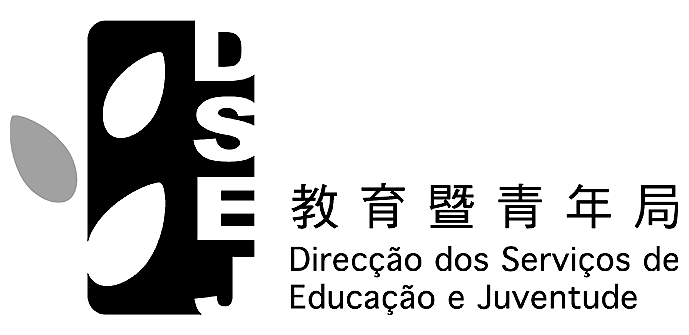 DSEJ
教育暨青年局
Direcção dos Serviços de
Educação e Juventude